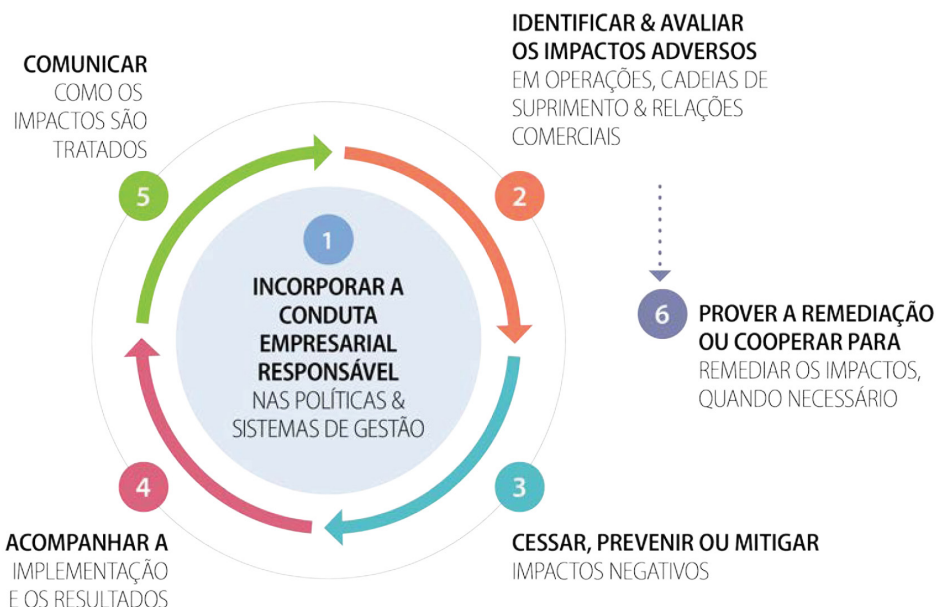 1
INCORPORAR A
CONDUTA
EMPRESARIAL
RESPONSÁVEL
NAS POLÍTICAS &
SISTEMAS DE GESTÃO
2
IDENTIFICAR & AVALIAR
OS IMPACTOS ADVERSOS
EM OPERAÇÕES, CADEIAS DE
SUPRIMENTO & RELAÇÕES
COMERCIAIS
3
CESSAR, PREVENIR OU MITIGAR
IMPACTOS NEGATIVOS
4
ACOMPANHAR A
IMPLEMENTAÇÃO
E OS RESULTADOS
5
COMUNICAR
COMO OS
IMPACTOS SÃO
TRATADOS
6
PROVER A REMEDIAÇÃO
OU COOPERAR PARA
REMEDIAR OS IMPACTOS,
QUANDO NECESSÁRIO